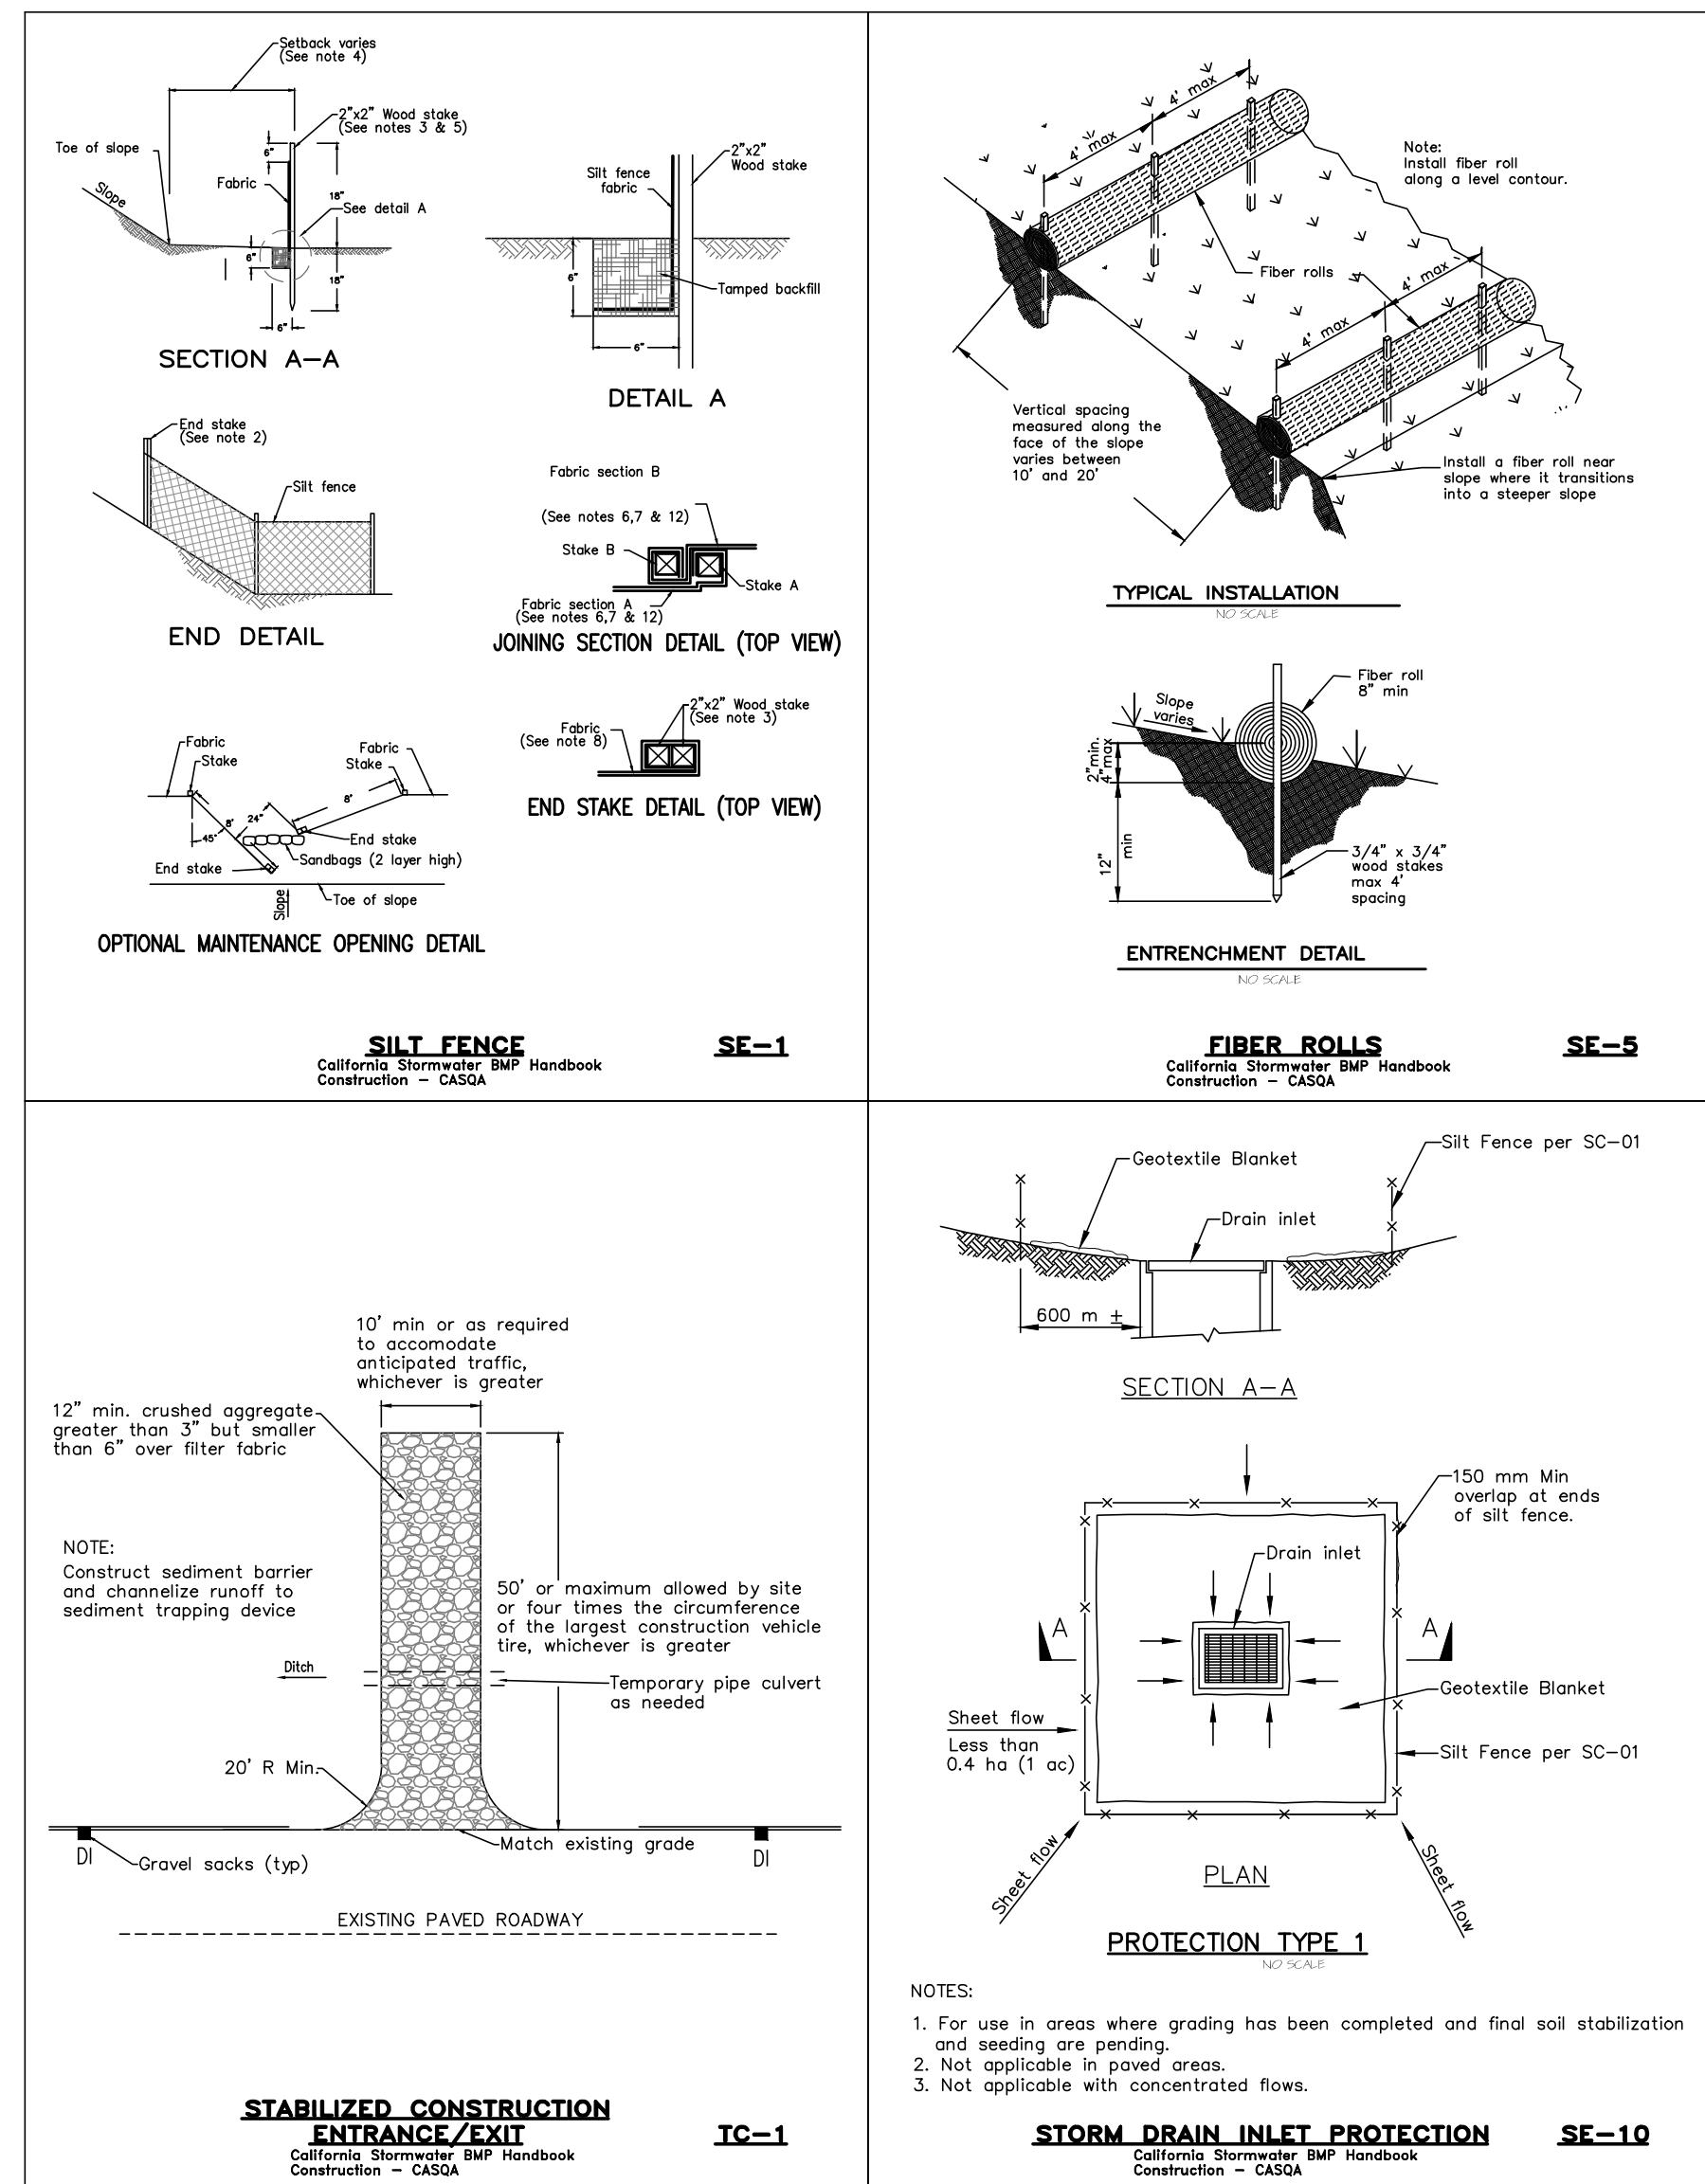 Setback varies
(See note 4)
2"x2" Wood stake
(See notes 3 & 5)
6"
Toe of slope
Fabric
18"
Slope
See detail A
6"
18"
6"
SECTION A-A
2"x2"
Wood stake
Silt fence
fabric
6"
Tamped backfill
6"
DETAIL A
End stake
(See note 2)
Silt fence
END DETAIL
Fabric section B
(See notes 6,7 & 12)
Stake B
Stake A
Fabric section A
(See notes 6,7 & 12)
JOINING SECTION DETAIL (TOP VIEW)
2"x2" Wood stake
(See note 3)
Fabric
(See note 8)
END STAKE DETAIL (TOP VIEW)
Fabric
Stake
Fabric
Stake
8'
24"
8'
45°
End stake
Sandbags (2 layer high)
End stake
Toe of slope
Slope
OPTIONAL MAINTENANCE OPENING DETAIL
SILT FENCE
SE-1
California Stormwater BMP Handbook
Construction - CASQA
4' max
4' max
Note:
Install fiber roll
along a level contour.
Fiber rolls
4' max
4' max
Vertical spacing
measured along the
face of the slope
varies between
10' and 20'
Install a fiber roll near
slope where it transitions
into a steeper slope
TYPICAL INSTALLATION
NO SCALE
Fiber roll
8" min
Slope
varies
2"min.
4"max
12"
min
3/4" x 3/4"
wood stakes
max 4'
spacing
ENTRENCHMENT DETAIL
NO SCALE
FIBER ROLLS
SE-5
California Stormwater BMP Handbook
Construction - CASQA
10' min or as required
to accomodate
anticipated traffic,
whichever is greater
12" min. crushed aggregate
greater than 3" but smaller
than 6" over filter fabric
NOTE:
Construct sediment barrier
and channelize runoff to
sediment trapping device
50' or maximum allowed by site
or four times the circumference
of the largest construction vehicle
tire, whichever is greater
Ditch
Temporary pipe culvert
as needed
20' R Min.
Match existing grade
DI
Gravel sacks (typ)
DI
EXISTING PAVED ROADWAY
STABILIZED CONSTRUCTION
ENTRANCE/EXIT
TC-1
California Stormwater BMP Handbook
Construction - CASQA
Silt Fence per SC-01
Geotextile Blanket
Drain inlet
600 m ±
SECTION A-A
150 mm Min
overlap at ends
of silt fence.
Drain inlet
A
A
Geotextile Blanket
Sheet flow
Less than
0.4 ha (1 ac)
Silt Fence per SC-01
Sheet flow
Sheet flow
PLAN
PROTECTION TYPE 1
NO SCALE
NOTES:
1. For use in areas where grading has been completed and final soil stabilization
and seeding are pending.
2. Not applicable in paved areas.
3. Not applicable with concentrated flows.
STORM DRAIN INLET PROTECTION
SE-10
California Stormwater BMP Handbook
Construction - CASQA